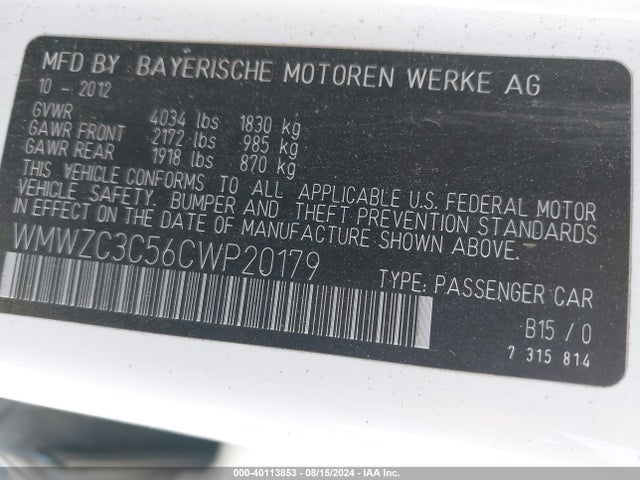 MFD BY BAYERISCHE MOTOREN WERKE AG
10 - 2012
GVWR 4034 lbs 1830 kg
GAWR FRONT 2172 lbs 985 kg
GAWR REAR 1918 lbs 870 kg
THIS VEHICLE CONFORMS TO ALL APPLICABLE U.S. FEDERAL MOTOR
VEHICLE SAFETY, BUMPER AND THEFT PREVENTION STANDARDS
IN EFFECT ON THE DATE OF MANUFACTURE SHOWN ABOVE.
WMWZC3C56CWP20179
TYPE: PASSENGER CAR
B15 / 0
7 315 814
000-40113853 - 08/15/2024 - IAA Inc.